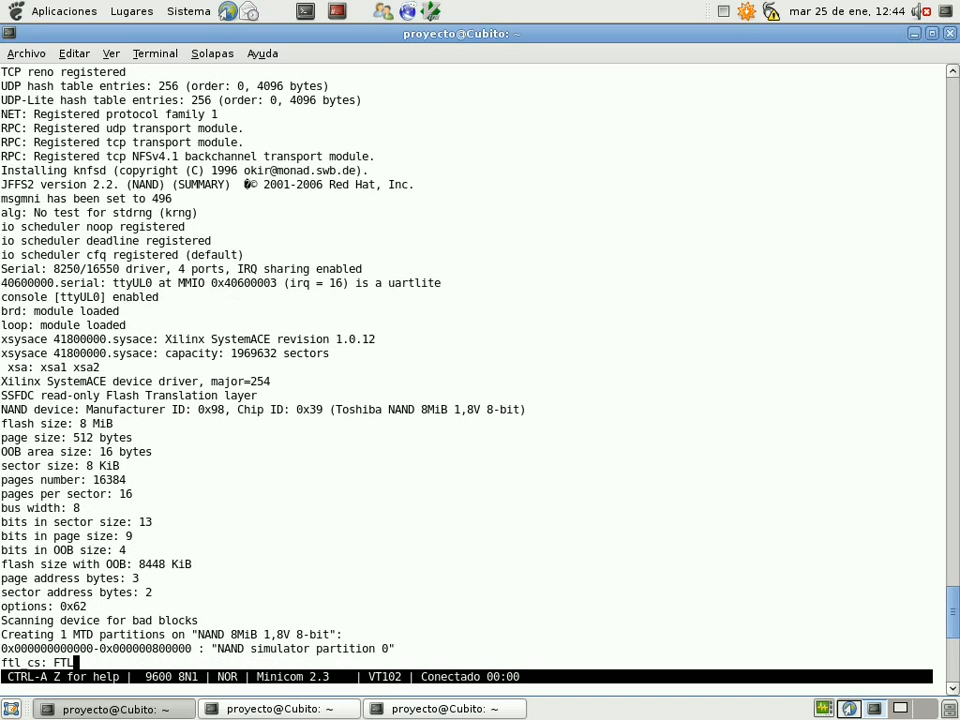 Aplicaciones Lugares Sistema mar 25 de ene, 12:44
proyecto@Cubito: ~
Archivo Editar Ver Terminal Solapas Ayuda
TCP reno registered
UDP hash table entries: 256 (order: 0, 4096 bytes)
UDP-Lite hash table entries: 256 (order: 0, 4096 bytes)
NET: Registered protocol family 1
RPC: Registered udp transport module.
RPC: Registered tcp transport module.
RPC: Registered tcp NFSv4.1 backchannel transport module.
Installing knfsd (copyright (C) 1996 okir@monad.swb.de).
JFFS2 version 2.2. (NAND) (SUMMARY)  �© 2001-2006 Red Hat, Inc.
msgmni has been set to 496
alg: No test for stdrng (krng)
io scheduler noop registered
io scheduler deadline registered
io scheduler cfq registered (default)
Serial: 8250/16550 driver, 4 ports, IRQ sharing enabled
40600000.serial: ttyUL0 at MMIO 0x40600003 (irq = 16) is a uartlite
console [ttyUL0] enabled
brd: module loaded
loop: module loaded
xsysace 41800000.sysace: Xilinx SystemACE revision 1.0.12
xsysace 41800000.sysace: capacity: 1969632 sectors
xsa: xsa1 xsa2
Xilinx SystemACE device driver, major=254
SSFDC read-only Flash Translation layer
NAND device: Manufacturer ID: 0x98, Chip ID: 0x39 (Toshiba NAND 8MiB 1,8V 8-bit)
flash size: 8 MiB
page size: 512 bytes
OOB area size: 16 bytes
sector size: 8 KiB
pages number: 16384
pages per sector: 16
bus width: 8
bits in sector size: 13
bits in page size: 9
bits in OOB size: 4
flash size with OOB: 8448 KiB
page address bytes: 3
sector address bytes: 2
options: 0x62
Scanning device for bad blocks
Creating 1 MTD partitions on "NAND 8MiB 1,8V 8-bit":
0x000000000000-0x000000800000 : "NAND simulator partition 0"
ftl_cs: FTL
CTRL-A Z for help | 9600 8N1 | NOR | Minicom 2.3 | VT102 | Conectado 00:00
proyecto@Cubito: ~ proyecto@Cubito: ~ proyecto@Cubito: ~